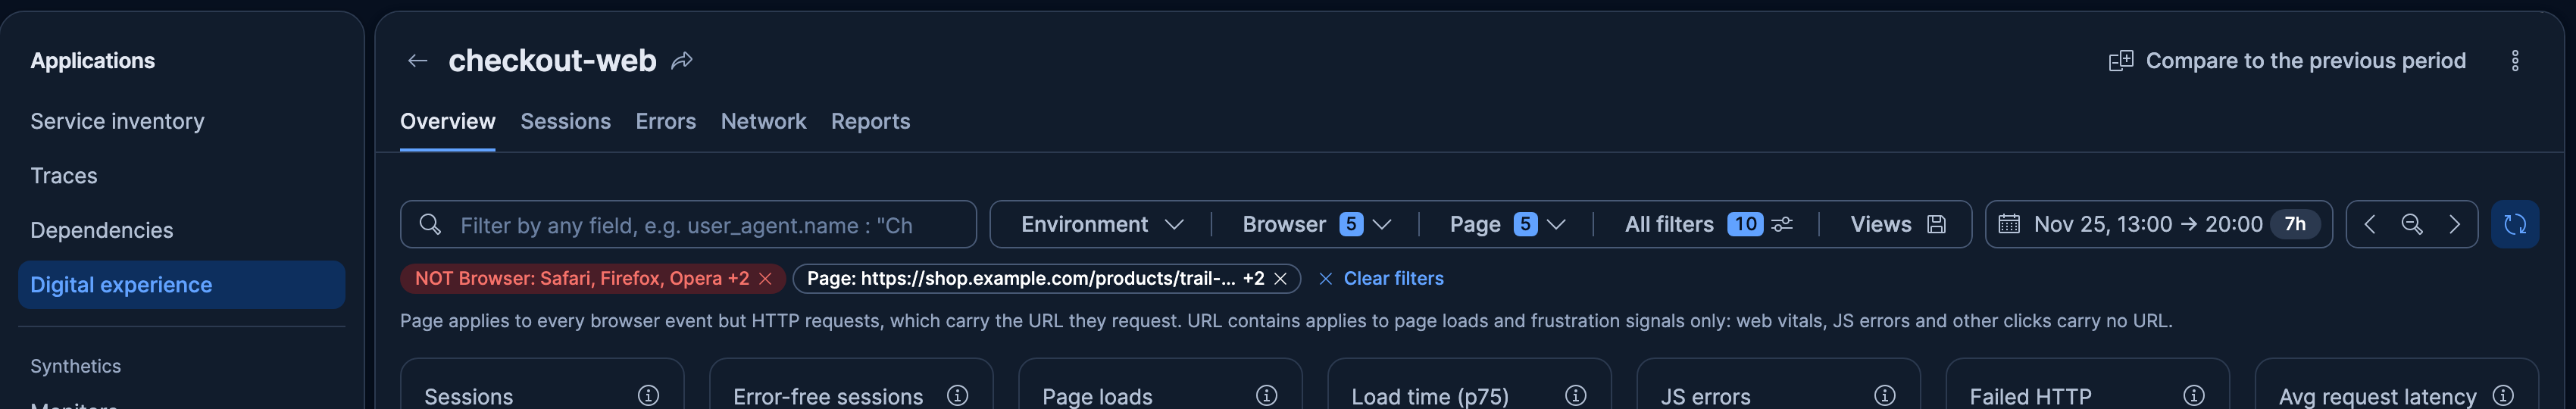 Applications
Service inventory
Traces
Dependencies
Digital experience
Synthetics
Monitors
checkout-web
Compare to the previous period
Overview Sessions Errors Network Reports
Filter by any field, e.g. user_agent.name : "Ch
Environment Browser 5 Page 5 All filters 10 Views
Nov 25, 13:00 → 20:00 7h
NOT Browser: Safari, Firefox, Opera +2 Page: https://shop.example.com/products/trail-... +2 Clear filters
Page applies to every browser event but HTTP requests, which carry the URL they request. URL contains applies to page loads and frustration signals only: web vitals, JS errors and other clicks carry no URL.
Sessions Error-free sessions Page loads Load time (p75) JS errors Failed HTTP Avg request latency